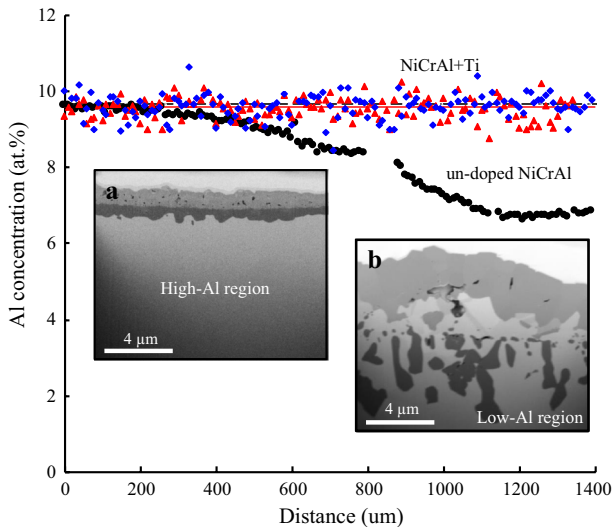 12
10
8
6
4
2
0
Al concentration (at.%)
NiCrAl+Ti
un-doped NiCrAl
a
High-Al region
4 µm
b
4 µm
Low-Al region
0 200 400 600 800 1000 1200 1400
Distance (um)